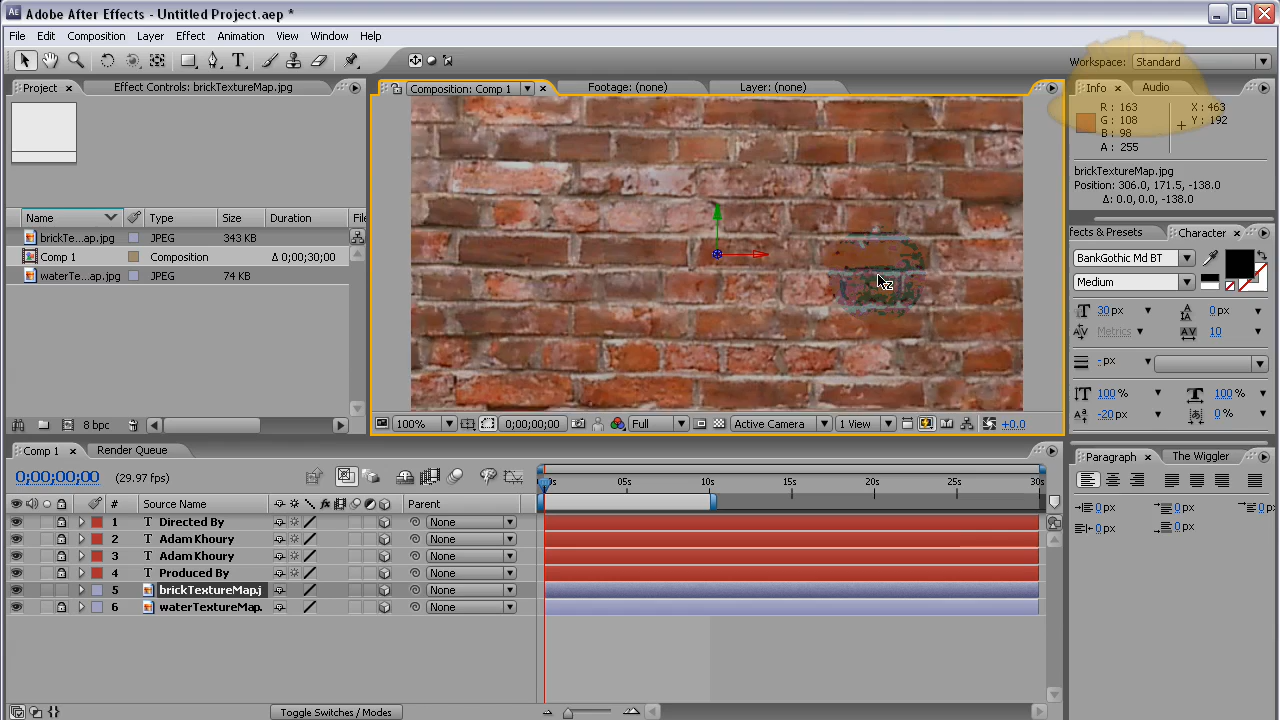 Adobe After Effects - Untitled Project.aep *
File Edit Composition Layer Effect Animation View Window Help
Workspace: Standard
Project × Effect Controls: brickTextureMap.jpg
Composition: Comp 1 × Footage: (none) Layer: (none)
Info × Audio
R : 163 X : 463
G : 108 Y : 192
B : 98
A : 255
brickTextureMap.jpg
Position: 306.0, 171.5, -138.0
Δ: 0.0, 0.0, -138.0
Name Type Size Duration File
brickTe...ap.jpg JPEG 343 KB
Comp 1 Composition Δ 0;00;30;00
waterTe...ap.jpg JPEG 74 KB
8 bpc
ffects & Presets Character ×
BankGothic Md BT
Medium
30 px 0 px
Metrics 10
- px
100 % 100 %
-20 px 0 %
100% 0;00;00;00 Full Active Camera 1 View +0.0
Comp 1 × Render Queue
0;00;00;00 (29.97 fps)
0s 05s 10s 15s 20s 25s 30s
# Source Name Parent
1 T Directed By None
2 T Adam Khoury None
3 T Adam Khoury None
4 T Produced By None
5 brickTextureMap.j None
6 waterTextureMap. None
Toggle Switches / Modes
Paragraph × The Wiggler
0 px 0 px 0 p
0 px 0 px